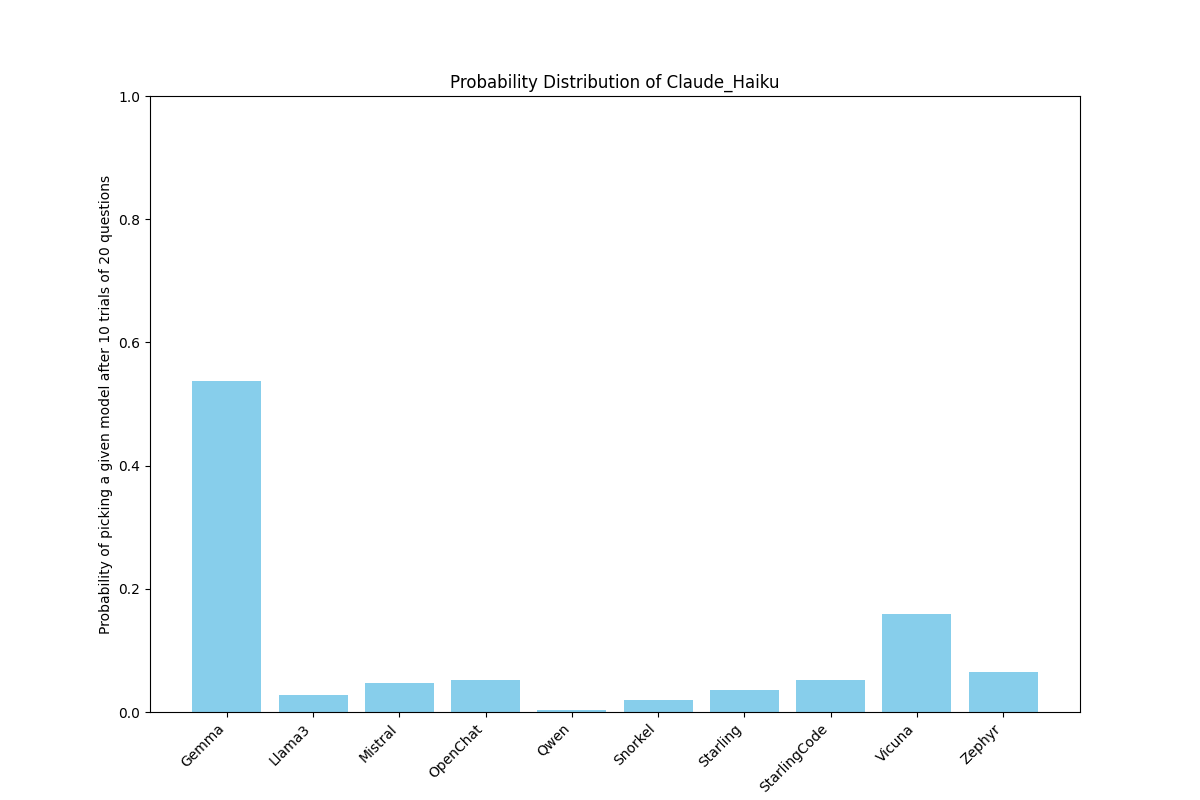 Probability Distribution of Claude_Haiku
Probability of picking a given model after 10 trials of 20 questions
1.0
0.8
0.6
0.4
0.2
0.0
Gemma
Llama3
Mistral
OpenChat
Qwen
Snorkel
Starling
StarlingCode
Vicuna
Zephyr